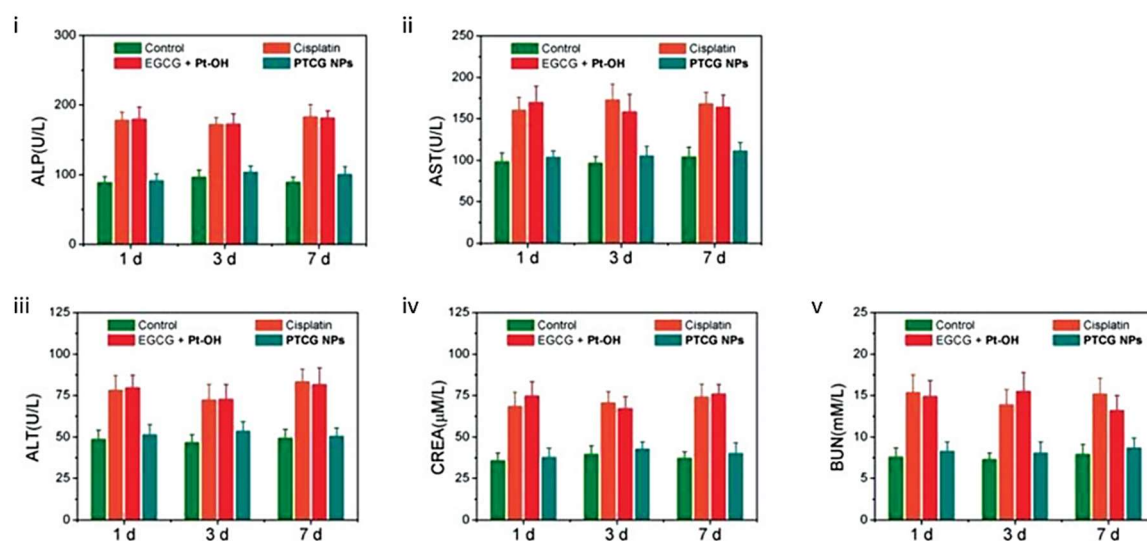 i
300
200
100
0
ALP(U/L)
Control
Cisplatin
EGCG + Pt-OH
PTCG NPs
1 d
3 d
7 d
ii
250
200
150
100
50
0
AST(U/L)
Control
Cisplatin
EGCG + Pt-OH
PTCG NPs
1 d
3 d
7 d
iii
125
100
75
50
25
0
ALT(U/L)
Control
Cisplatin
EGCG + Pt-OH
PTCG NPs
1 d
3 d
7 d
iv
125
100
75
50
25
0
CREA(μM/L)
Control
Cisplatin
EGCG + Pt-OH
PTCG NPs
1 d
3 d
7 d
v
25
20
15
10
5
0
BUN(mM/L)
Control
Cisplatin
EGCG + Pt-OH
PTCG NPs
1 d
3 d
7 d